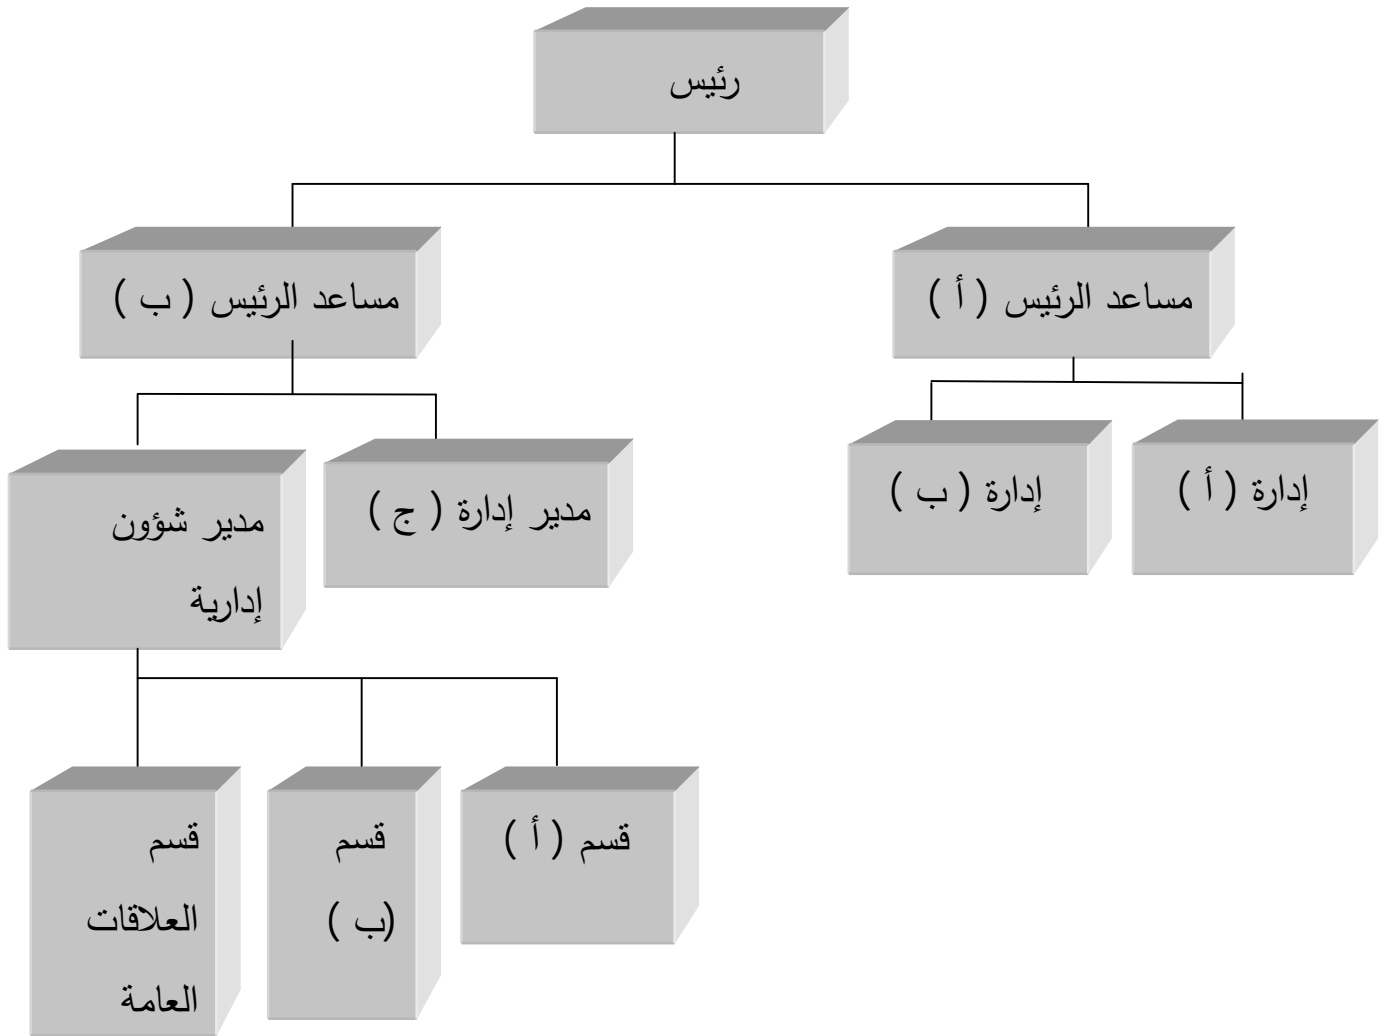 رئيس
مساعد الرئيس ( أ )
مساعد الرئيس ( ب )
إدارة ( أ )
إدارة ( ب )
مدير إدارة ( ج )
مدير شؤون
إدارية
قسم ( أ )
قسم
(ب )
قسم
العلاقات
العامة